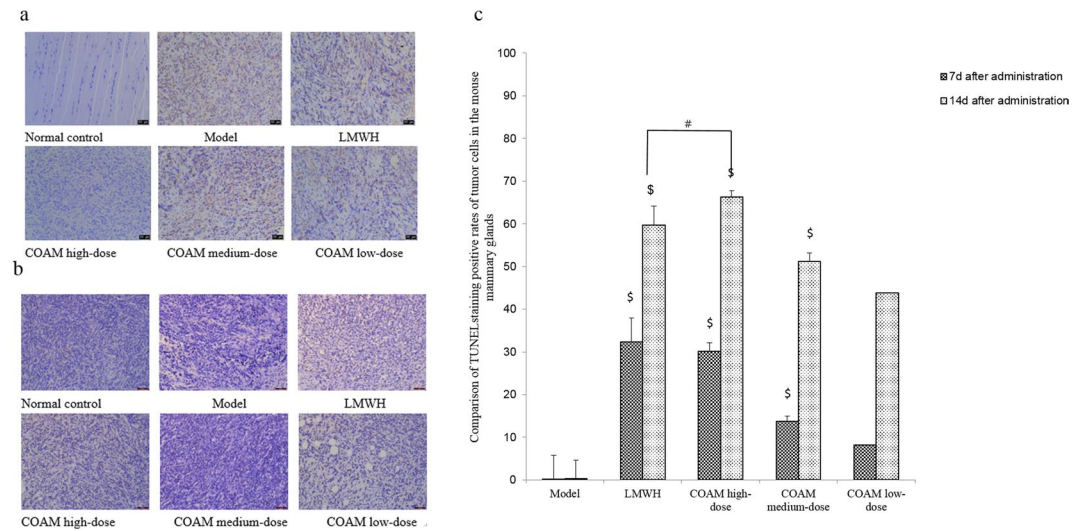 a
Normal control
Model
LMWH
COAM high-dose
COAM medium-dose
COAM low-dose
b
Normal control
Model
LMWH
COAM high-dose
COAM medium-dose
COAM low-dose
c
Comparison of TUNELstaining positive rates of tumor cells in the mouse
mammary glands
100
90
80
70
60
50
40
30
20
10
0
#
$
$
$
$
$
$
Model
LMWH
COAM high-
dose
COAM
medium-dose
COAM low-
dose
7d after administration
14d after administration